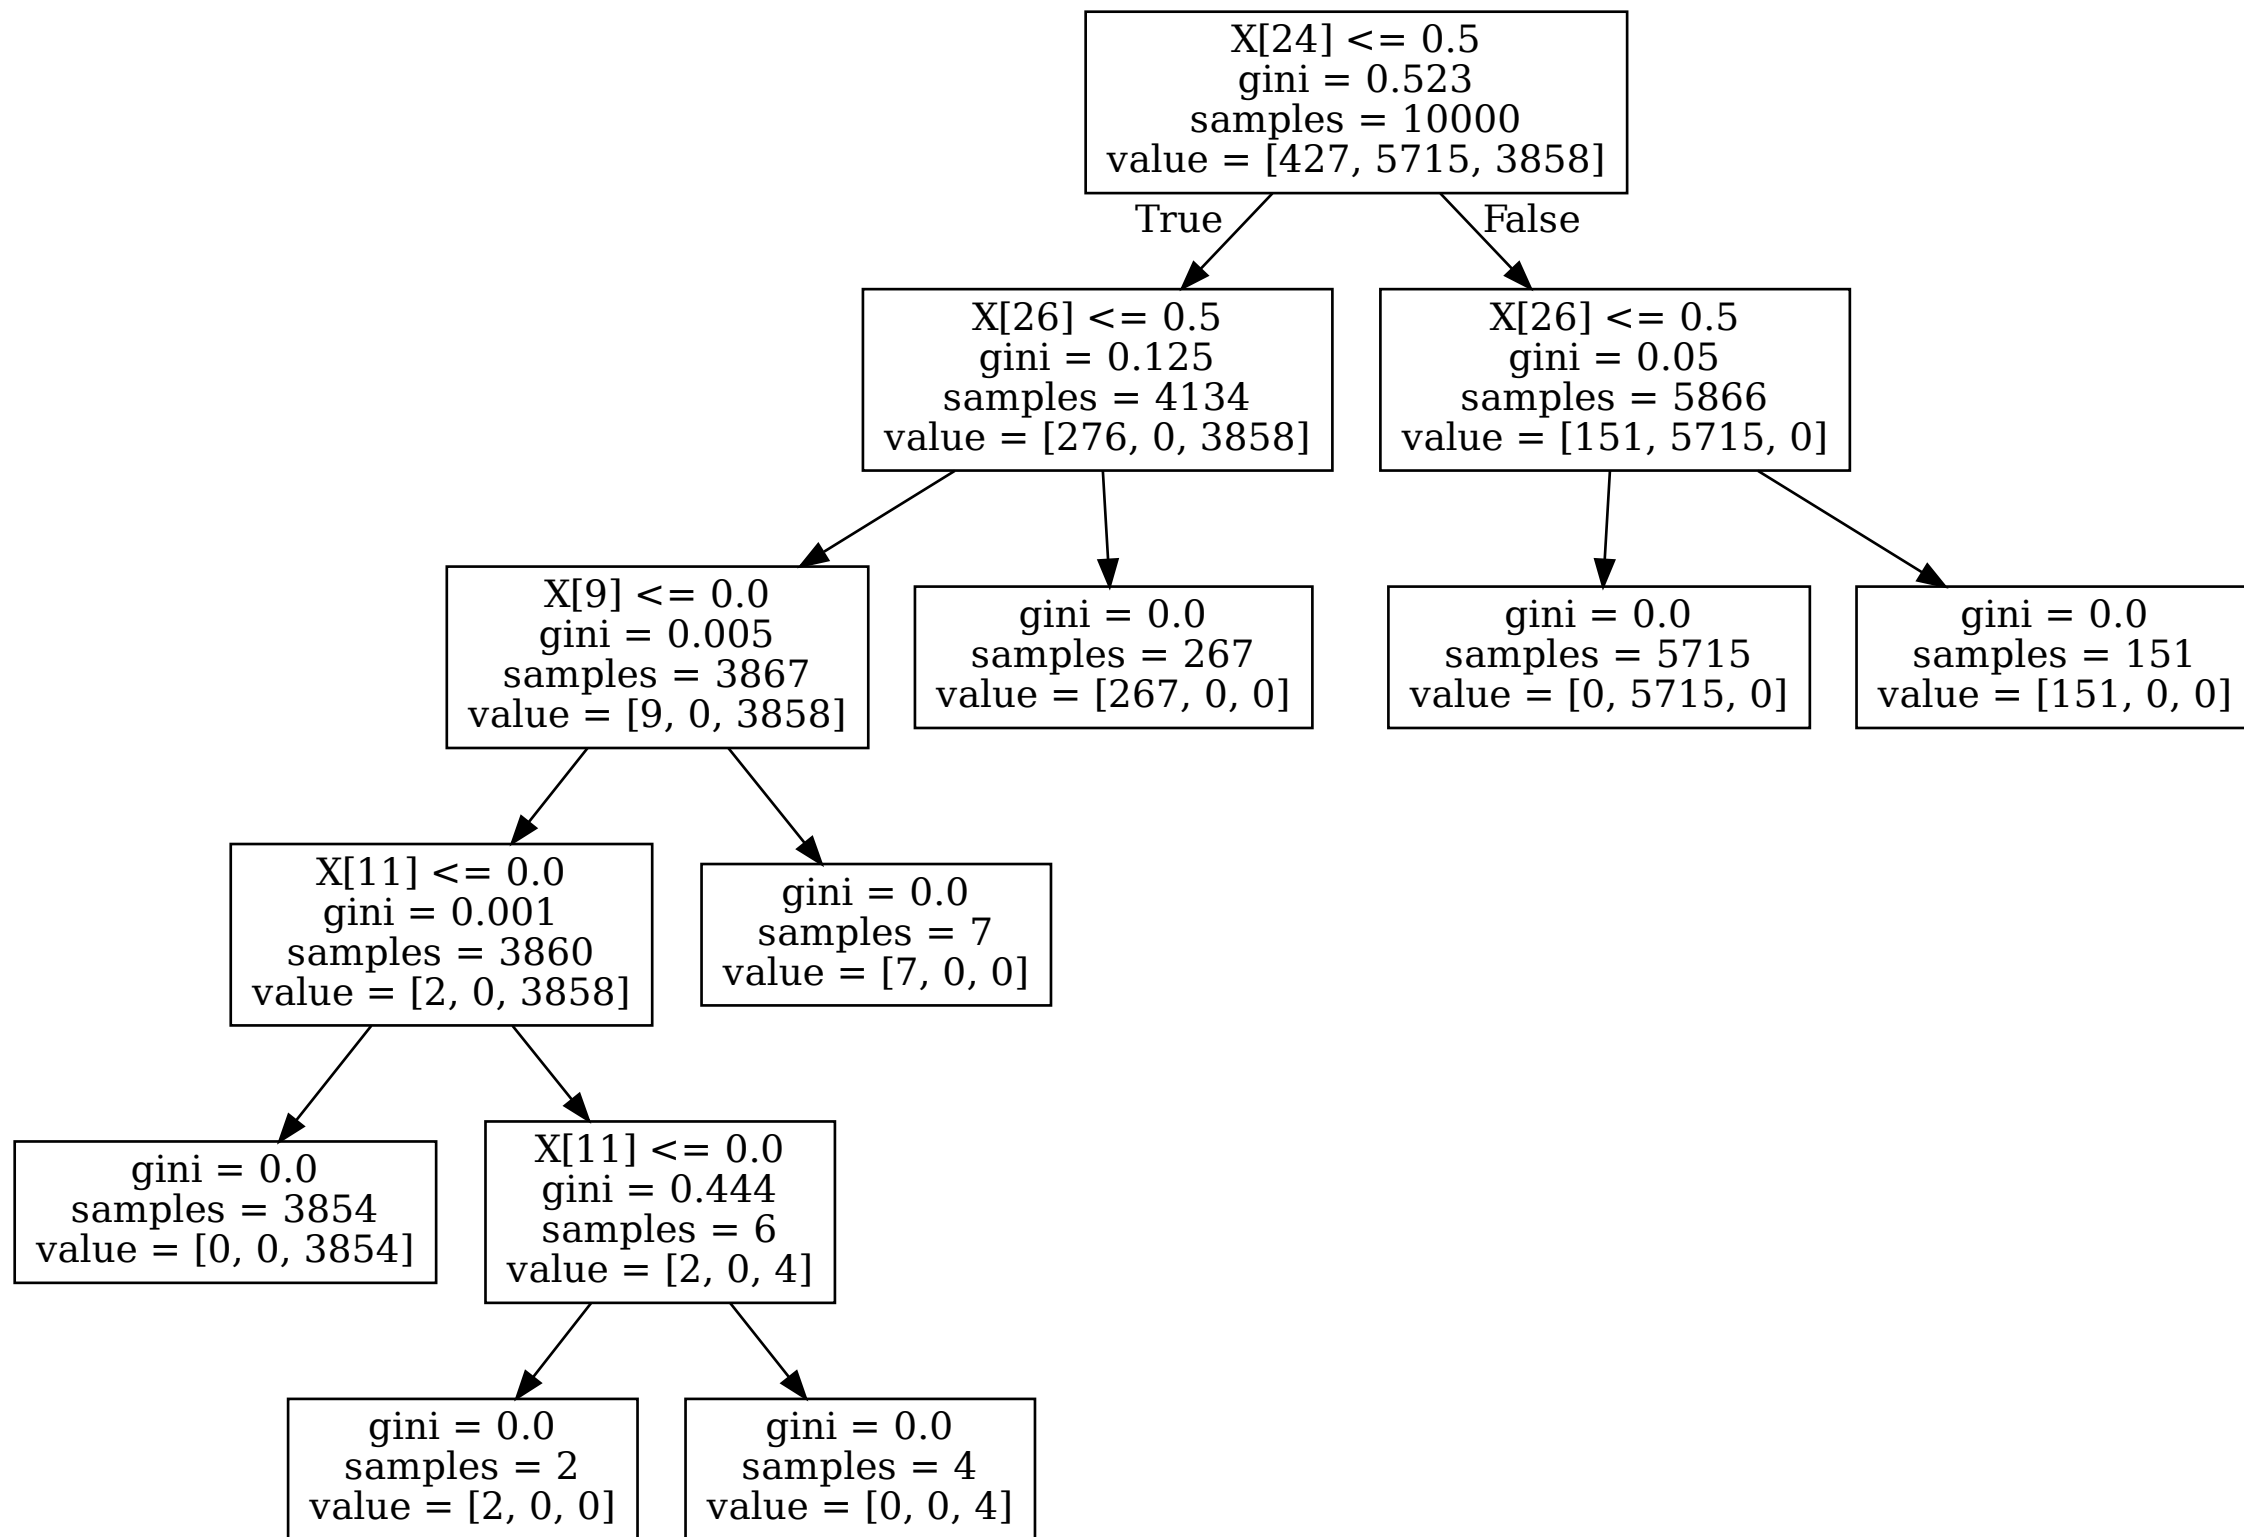 X[24] <= 0.5
gini = 0.523
samples = 10000
value = [427, 5715, 3858]
True
False
X[26] <= 0.5
gini = 0.125
samples = 4134
value = [276, 0, 3858]
X[26] <= 0.5
gini = 0.05
samples = 5866
value = [151, 5715, 0]
X[9] <= 0.0
gini = 0.005
samples = 3867
value = [9, 0, 3858]
gini = 0.0
samples = 267
value = [267, 0, 0]
gini = 0.0
samples = 5715
value = [0, 5715, 0]
gini = 0.0
samples = 151
value = [151, 0, 0]
X[11] <= 0.0
gini = 0.001
samples = 3860
value = [2, 0, 3858]
gini = 0.0
samples = 7
value = [7, 0, 0]
gini = 0.0
samples = 3854
value = [0, 0, 3854]
X[11] <= 0.0
gini = 0.444
samples = 6
value = [2, 0, 4]
gini = 0.0
samples = 2
value = [2, 0, 0]
gini = 0.0
samples = 4
value = [0, 0, 4]